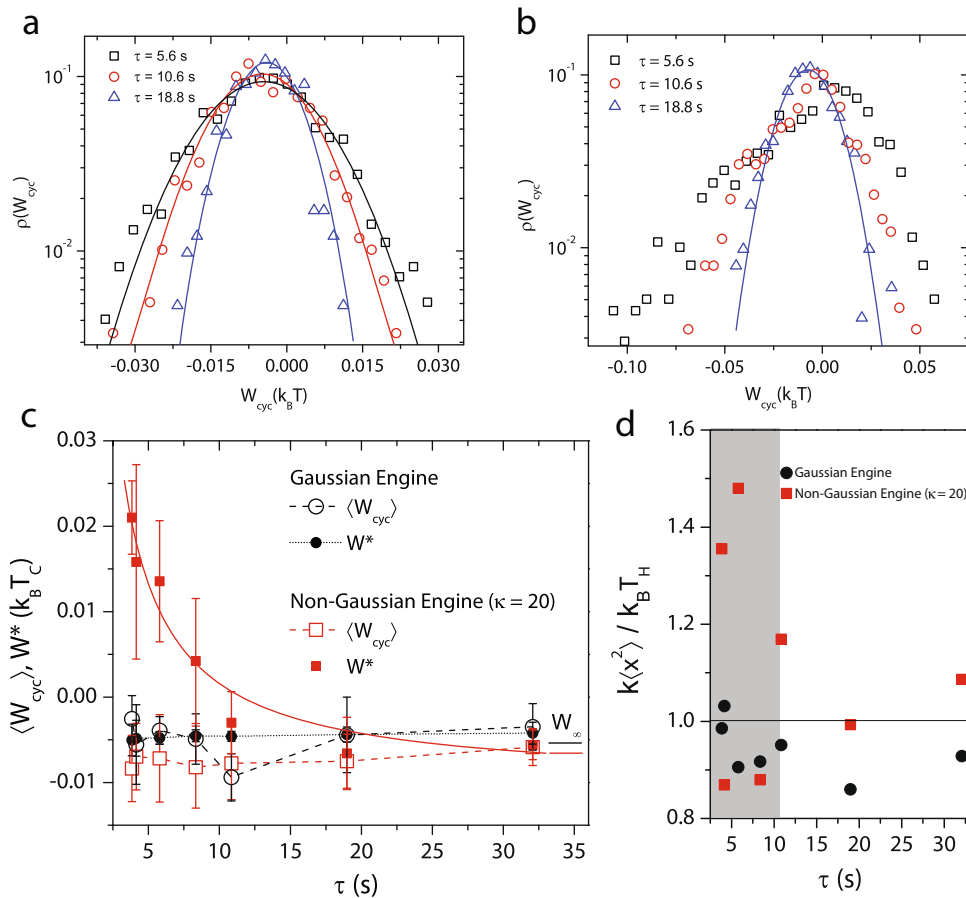 a
τ = 5.6 s
τ = 10.6 s
τ = 18.8 s
10⁻¹
10⁻²
ρ(W_cyc)
-0.030
-0.015
0.000
0.015
0.030
W_cyc(k_BT)
b
τ = 5.6 s
τ = 10.6 s
τ = 18.8 s
10⁻¹
10⁻²
ρ(W_cyc)
-0.10
-0.05
0.00
0.05
W_cyc(k_BT)
c
0.03
0.02
0.01
0.00
-0.01
⟨W_cyc⟩, W* (k_BT_C)
Gaussian Engine
⟨W_cyc⟩
W*
Non-Gaussian Engine (κ = 20)
⟨W_cyc⟩
W*
W_∞
5
10
15
20
25
30
35
τ (s)
d
1.6
1.4
1.2
1.0
0.8
k⟨x²⟩ / k_BT_H
Gaussian Engine
Non-Gaussian Engine (κ = 20)
5
10
15
20
25
30
τ (s)